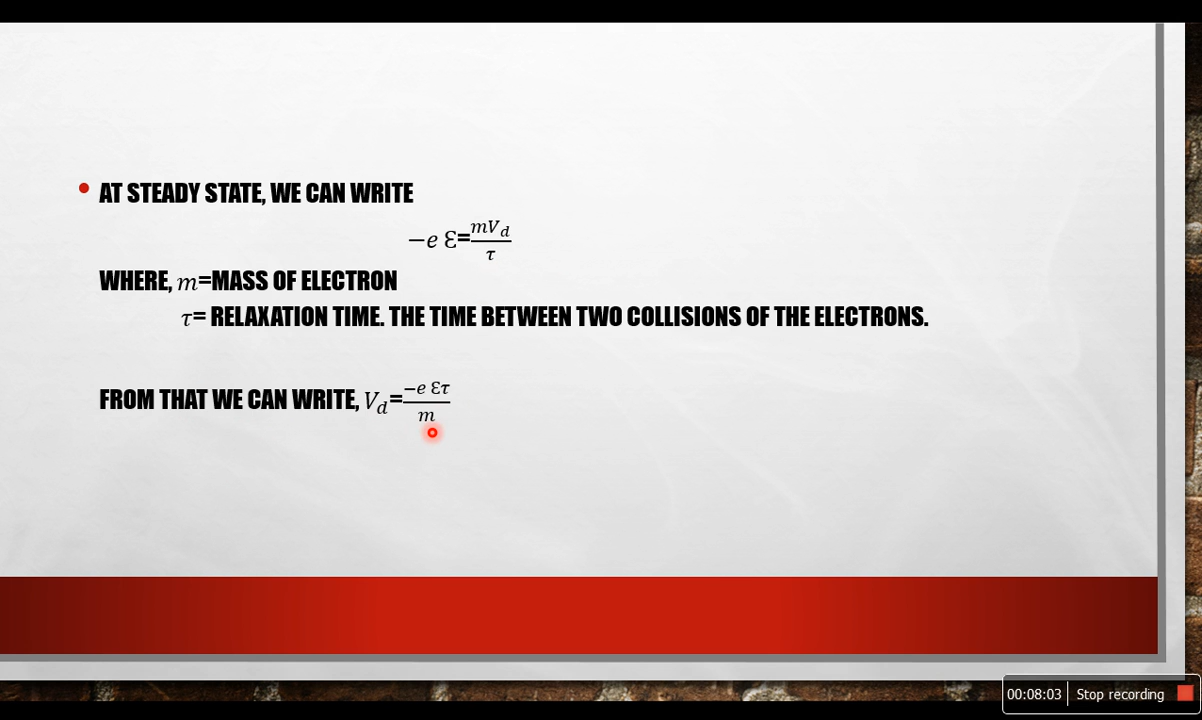 • AT STEADY STATE, WE CAN WRITE
−e Ɛ=mV_d/τ
WHERE, m=MASS OF ELECTRON
τ= RELAXATION TIME. THE TIME BETWEEN TWO COLLISIONS OF THE ELECTRONS.
FROM THAT WE CAN WRITE, V_d=−e Ɛτ/m
00:08:03 Stop recording